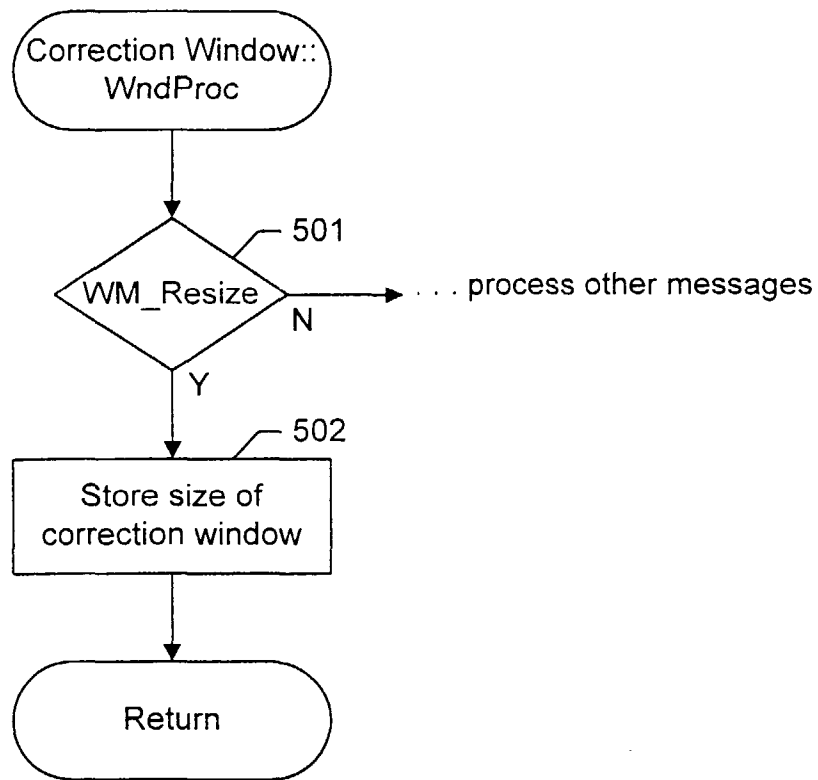 Correction Window::
WndProc
501
WM_Resize
. . . process other messages
N
Y
502
Store size of
correction window
Return